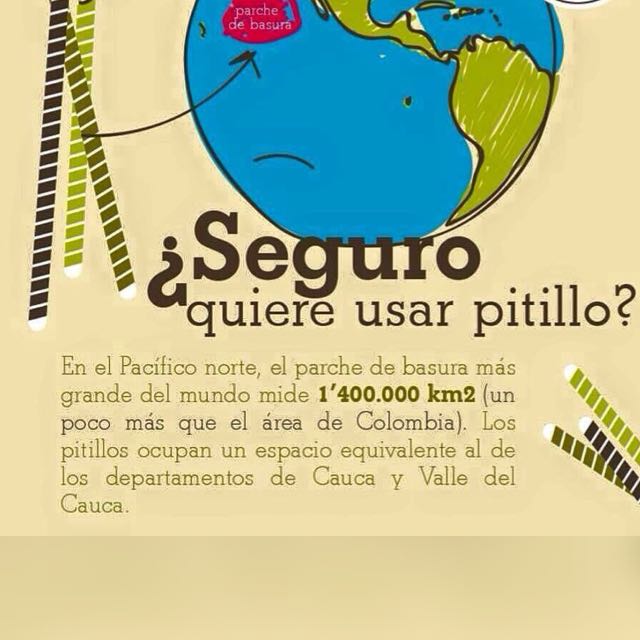 parche
de basura
¿Seguro
quiere usar pitillo?
En el Pacífico norte, el parche de basura más
grande del mundo mide 1'400.000 km2 (un
poco más que el área de Colombia). Los
pitillos ocupan un espacio equivalente al de
los departamentos de Cauca y Valle del
Cauca.